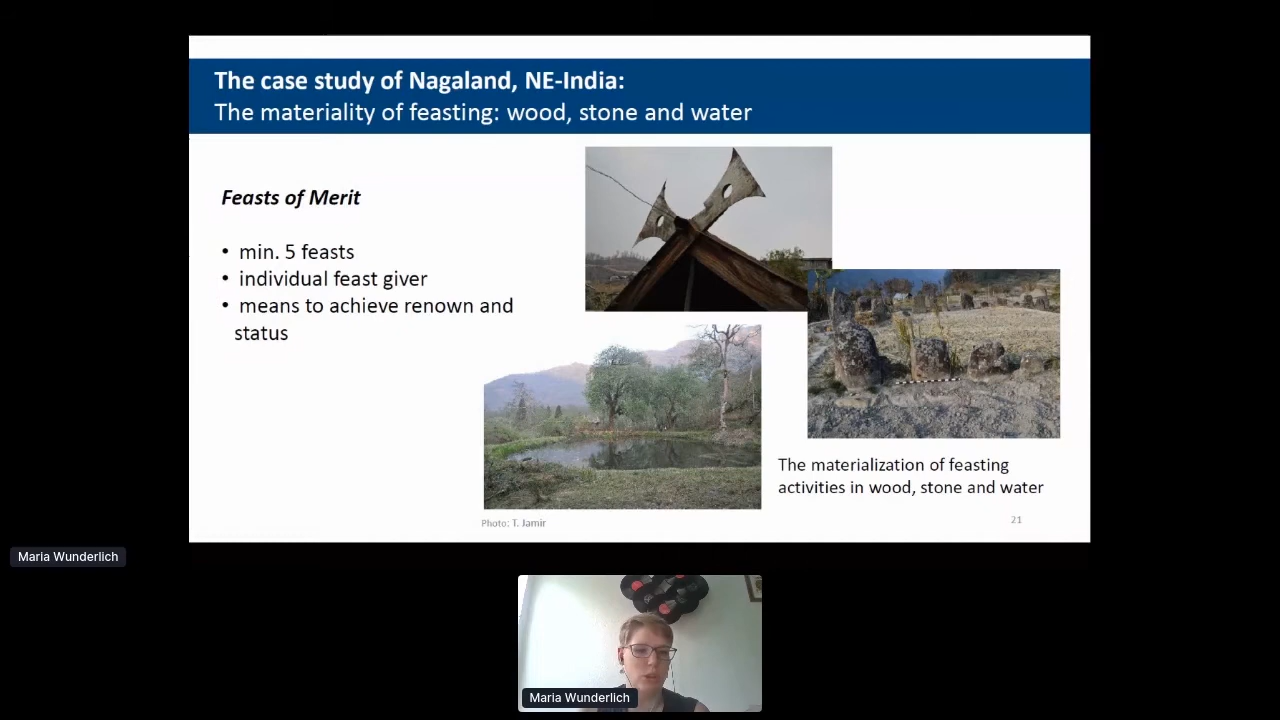 The case study of Nagaland, NE-India:
The materiality of feasting: wood, stone and water
Feasts of Merit
• min. 5 feasts
• individual feast giver
• means to achieve renown and
status
The materialization of feasting
activities in wood, stone and water
Photo: T. Jamir
21
Maria Wunderlich
Maria Wunderlich